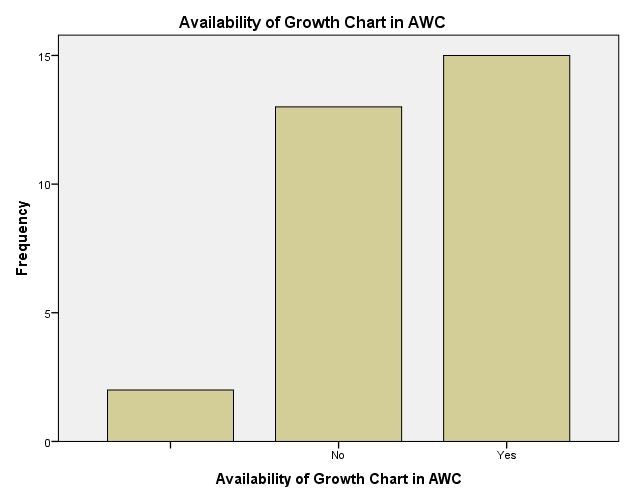 Availability of Growth Chart in AWC
15
10
5
0
Frequency
No Yes
Availability of Growth Chart in AWC